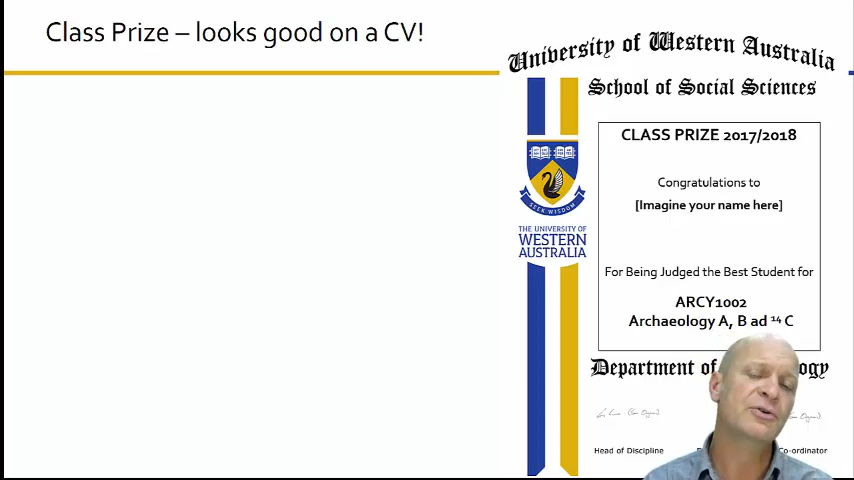 Class Prize – looks good on a CV!
University of Western Australia
School of Social Sciences
CLASS PRIZE 2017/2018
Congratulations to
[Imagine your name here]
SEEK WISDOM
THE UNIVERSITY OF
WESTERN
AUSTRALIA
For Being Judged the Best Student for
ARCY1002
Archaeology A, B ad ¹⁴ C
Department of
Head of Discipline
Co-ordinator